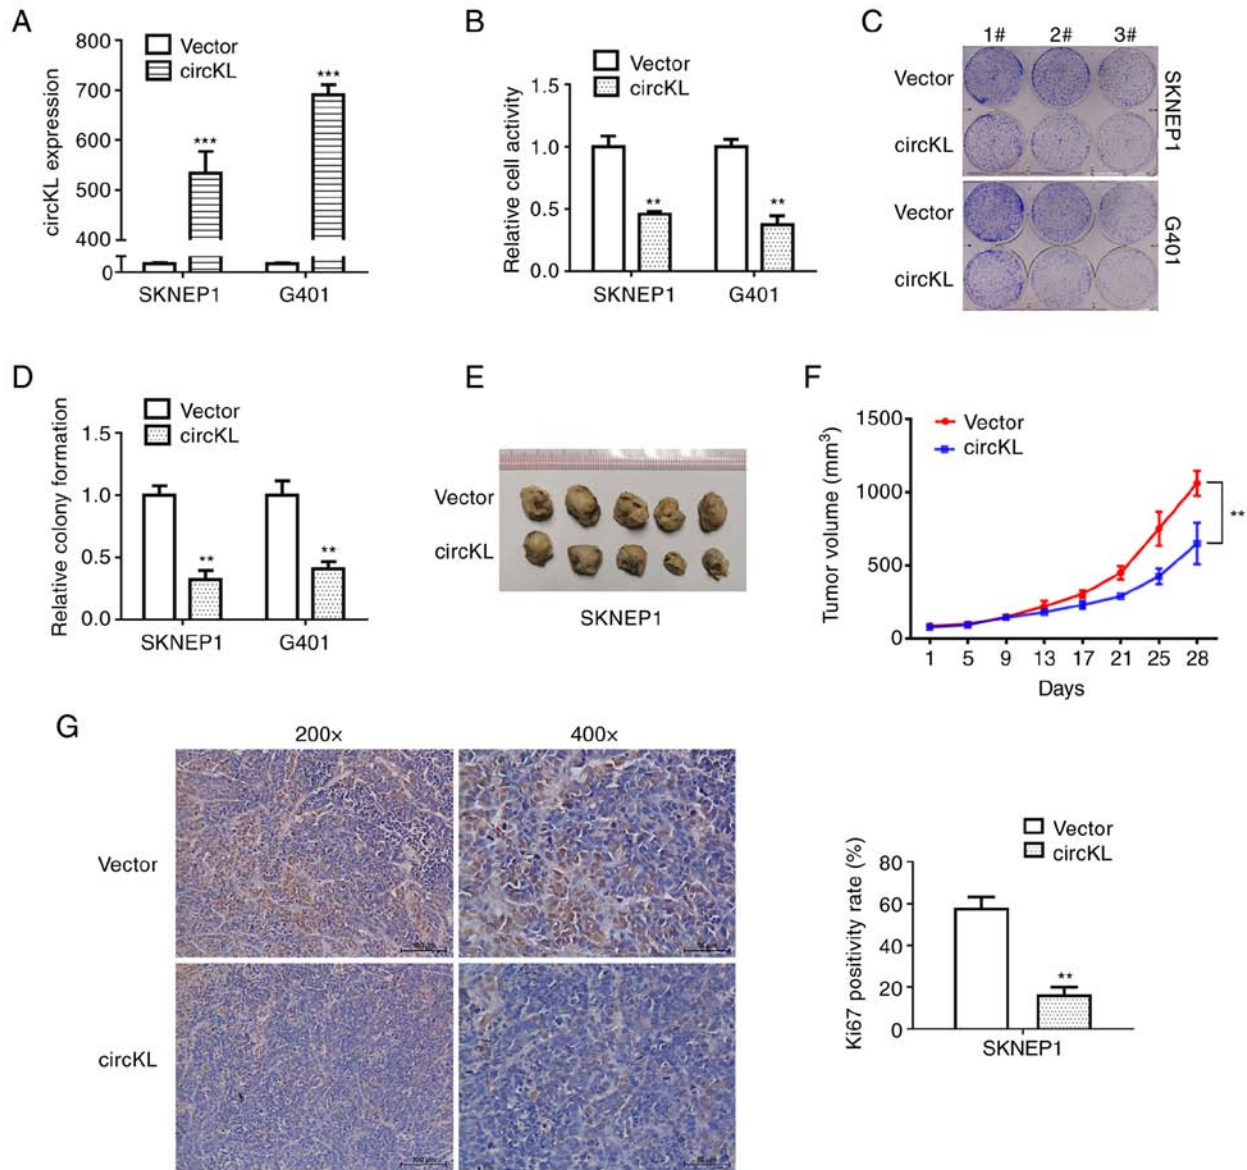 A
Vector
circKL
circKL expression
800
700
600
500
400
0
***
***
SKNEP1 G401
B
Vector
circKL
Relative cell activity
1.5
1.0
0.5
0.0
**
**
SKNEP1 G401
C
1# 2# 3#
Vector
circKL
SKNEP1
Vector
circKL
G401
D
Vector
circKL
Relative colony formation
1.5
1.0
0.5
0.0
**
**
SKNEP1 G401
E
Vector
circKL
SKNEP1
F
Vector
circKL
Tumor volume (mm³)
1500
1000
500
0
**
1 5 9 13 17 21 25 28
Days
G
200× 400×
Vector
circKL
Vector
circKL
Ki67 positivity rate (%)
80
60
40
20
0
**
SKNEP1